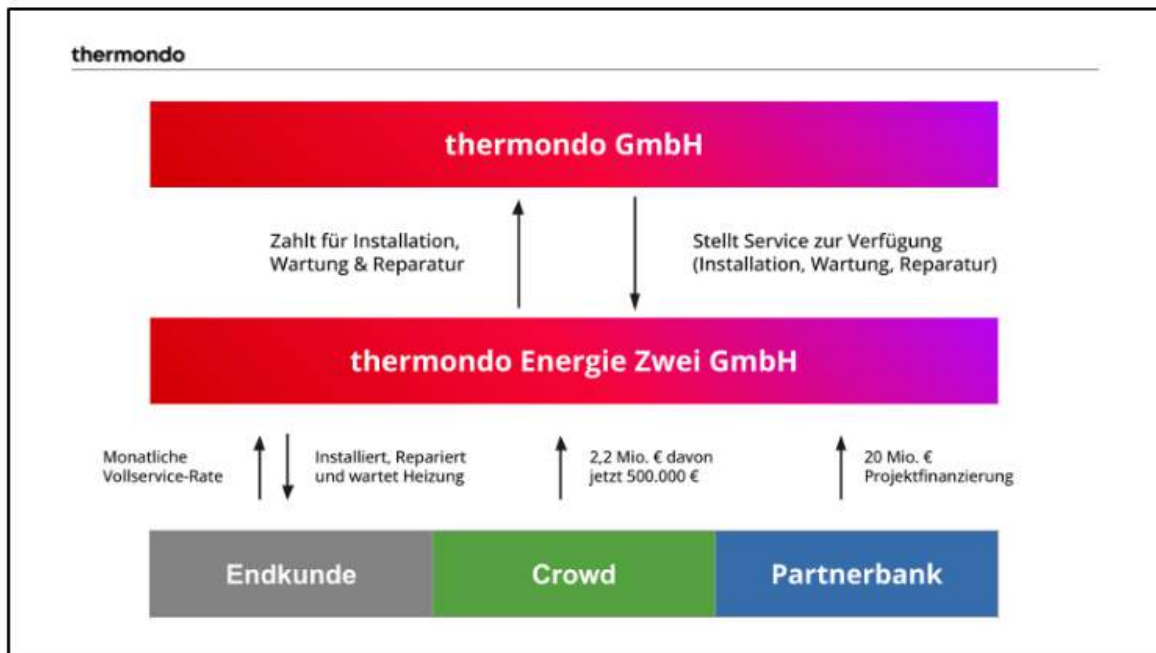 thermondo
thermondo GmbH
Zahlt für Installation,
Wartung & Reparatur
Stellt Service zur Verfügung
(Installation, Wartung, Reparatur)
thermondo Energie Zwei GmbH
Monatliche
Vollservice-Rate
Installiert, Repariert
und wartet Heizung
2,2 Mio. € davon
jetzt 500.000 €
20 Mio. €
Projektfinanzierung
Endkunde
Crowd
Partnerbank